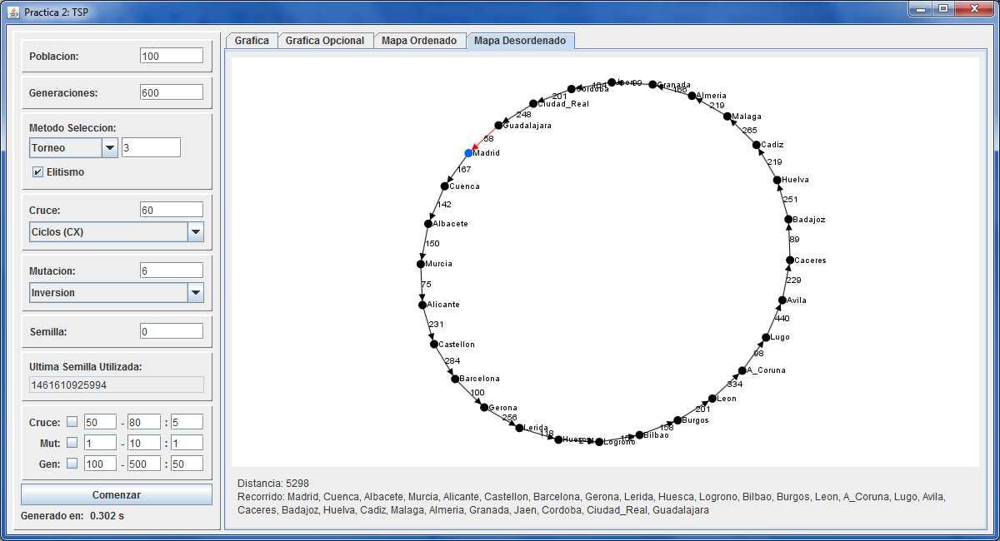 Practica 2: TSP
Poblacion: 100
Generaciones: 600
Metodo Seleccion:
Torneo 3
Elitismo
Cruce: 60
Ciclos (CX)
Mutacion: 6
Inversion
Semilla: 0
Ultima Semilla Utilizada:
1461610925994
Cruce: 50 - 80 : 5
Mut: 1 - 10 : 1
Gen: 100 - 500 : 50
Comenzar
Generado en: 0.302 s
Grafica Grafica Opcional Mapa Ordenado Mapa Desordenado
Madrid
167
Cuenca
142
Albacete
150
Murcia
75
Alicante
231
Castellon
284
Barcelona
100
Gerona
256
Lerida
118
Huesca
Logrono
Bilbao
158
Burgos
201
Leon
334
A_Coruna
98
Lugo
440
Avila
229
Caceres
89
Badajoz
251
Huelva
219
Cadiz
265
Malaga
219
Almeria
166
Granada
99
Jaen
104
Cordoba
201
Ciudad_Real
248
Guadalajara
58
Distancia: 5298
Recorrido: Madrid, Cuenca, Albacete, Murcia, Alicante, Castellon, Barcelona, Gerona, Lerida, Huesca, Logrono, Bilbao, Burgos, Leon, A_Coruna, Lugo, Avila,
Caceres, Badajoz, Huelva, Cadiz, Malaga, Almeria, Granada, Jaen, Cordoba, Ciudad_Real, Guadalajara